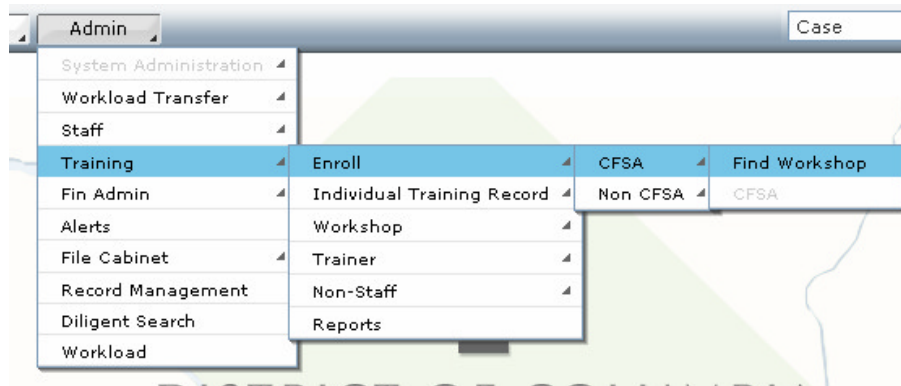 Admin
Case
System Administration
Workload Transfer
Staff
Training
Fin Admin
Alerts
File Cabinet
Record Management
Diligent Search
Workload
Enroll
Individual Training Record
Workshop
Trainer
Non-Staff
Reports
CFSA
Non CFSA
Find Workshop
CFSA